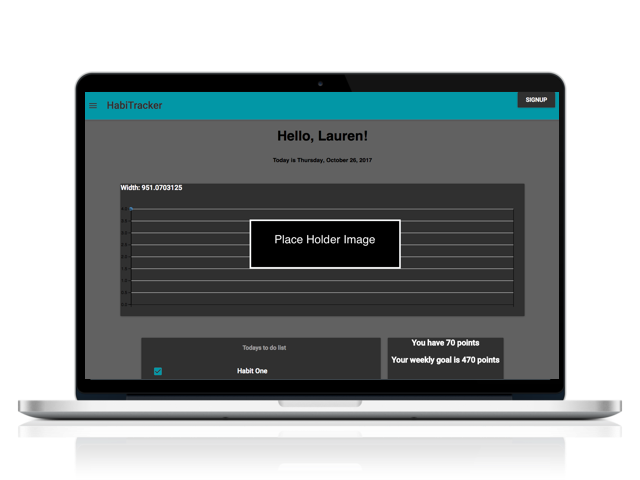 HabiTracker
SIGNUP
Hello, Lauren!
Today is Thursday, October 26, 2017
Width: 951.0703125
Place Holder Image
Todays to do list
Habit One
You have 70 points
Your weekly goal is 470 points